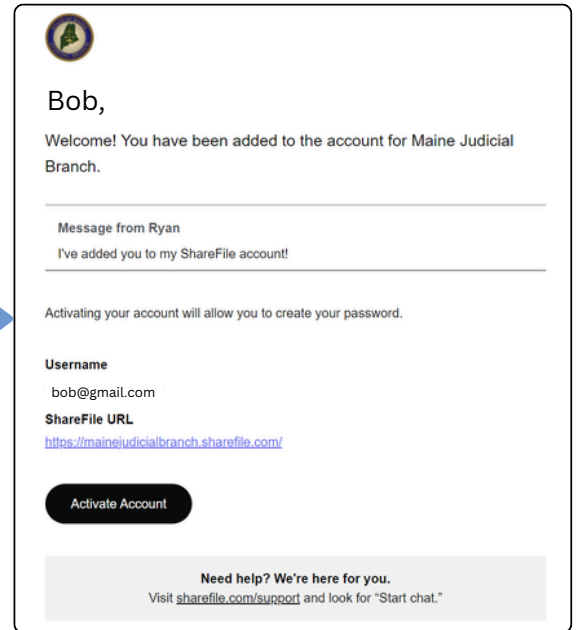 Bob,
Welcome! You have been added to the account for Maine Judicial
Branch.
Message from Ryan
I've added you to my ShareFile account!
Activating your account will allow you to create your password.
Username
bob@gmail.com
ShareFile URL
https://mainejudicialbranch.sharefile.com/
Activate Account
Need help? We're here for you.
Visit sharefile.com/support and look for “Start chat.”